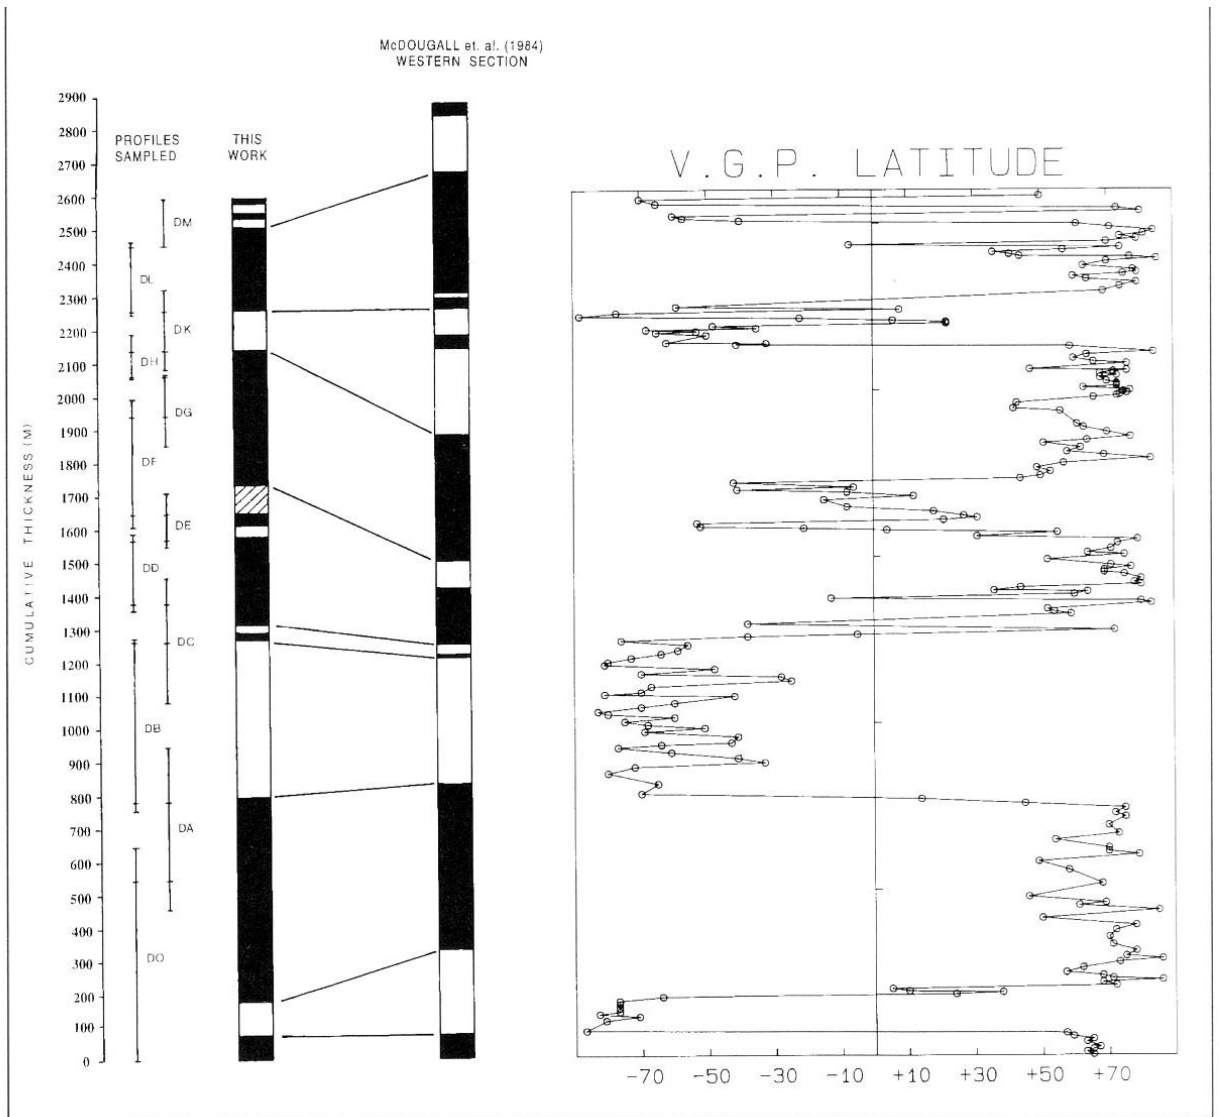 McDOUGALL et. al. (1984)
WESTERN SECTION
PROFILES
SAMPLED
THIS
WORK
V.G.P. LATITUDE
CUMULATIVE THICKNESS (M)
2900
2800
2700
2600
2500
2400
2300
2200
2100
2000
1900
1800
1700
1600
1500
1400
1300
1200
1100
1000
900
800
700
600
500
400
300
200
100
0
DM
DL
DK
DH
DG
DF
DE
DD
DC
DB
DA
DO
-70 -50 -30 -10 +10 +30 +50 +70